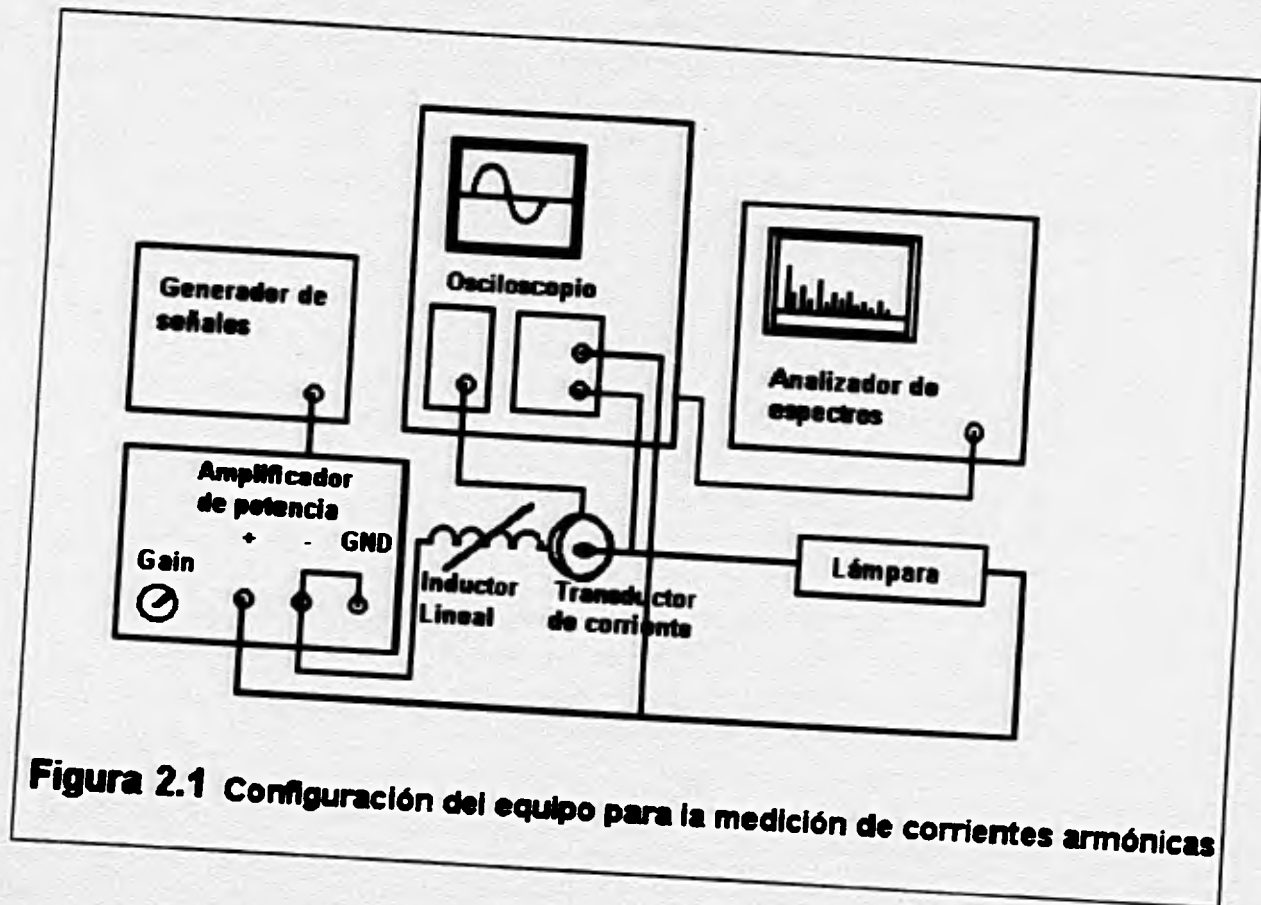 Osciloscopio
Generador de
señales
Analizador de
espectros
Amplificador
de potencia
+ - GND
Gain
Inductor
Lineal
Transductor
de corriente
Lámpara
Figura 2.1 Configuración del equipo para la medición de corrientes armónicas